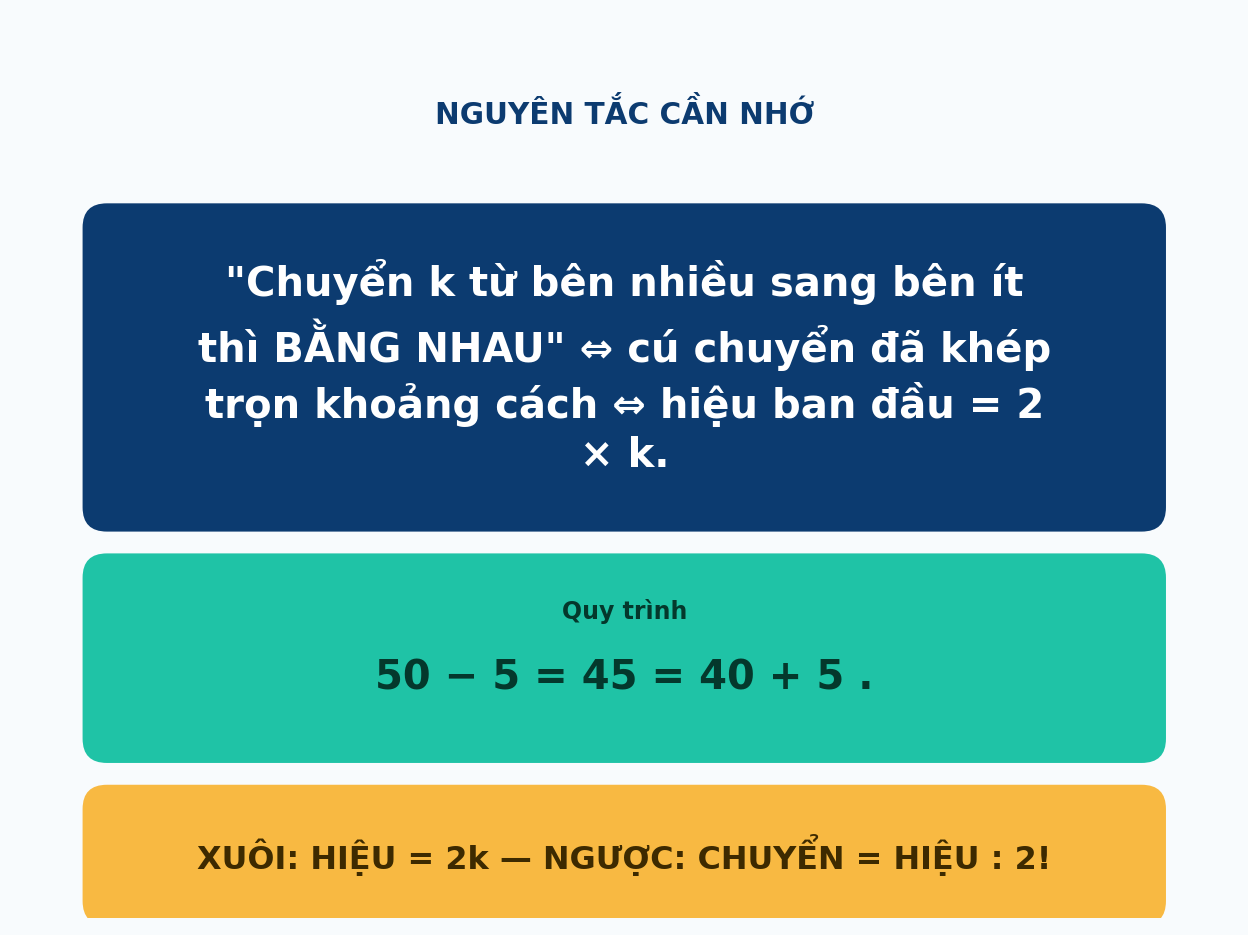 NGUYÊN TẮC CẦN NHỚ
"Chuyển k từ bên nhiều sang bên ít
thì BẰNG NHAU" ⇔ cú chuyển đã khép
trọn khoảng cách ⇔ hiệu ban đầu = 2
× k.
Quy trình
50 − 5 = 45 = 40 + 5 .
XUÔI: HIỆU = 2k — NGƯỢC: CHUYỂN = HIỆU : 2!